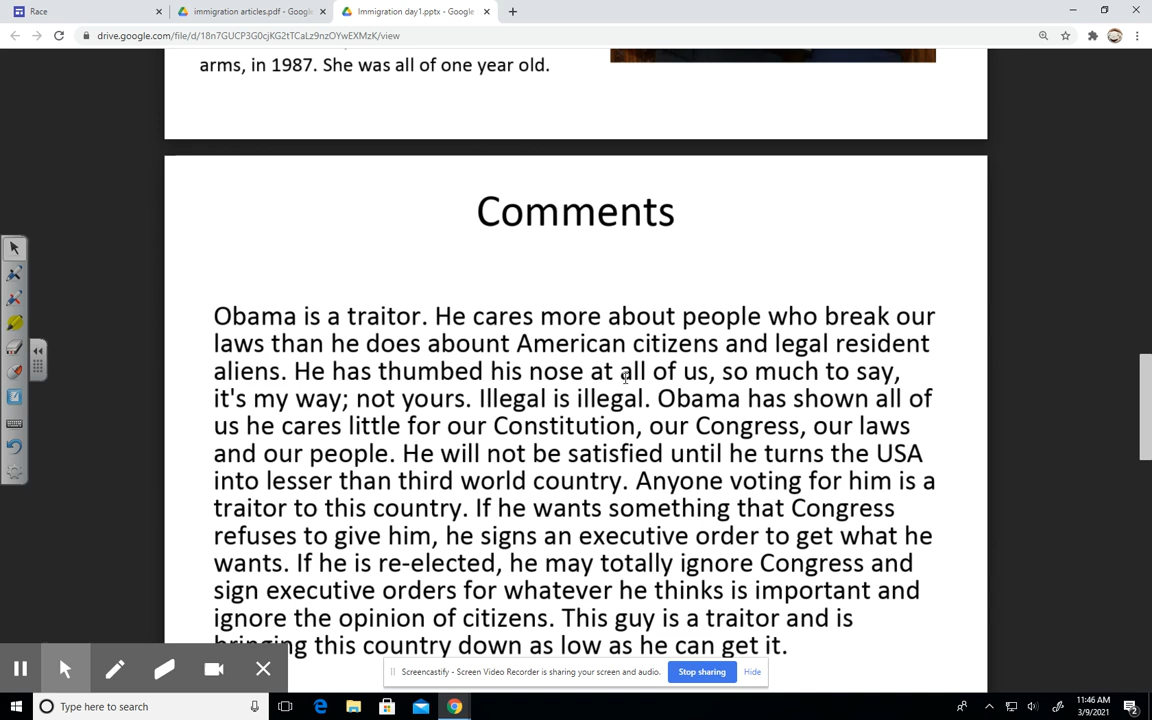 Race
immigration articles.pdf - Google
Immigration day1.pptx - Google
drive.google.com/file/d/18n7GUCP3G0cjKG2tTCaLz9nzOYwEXMzK/view
arms, in 1987. She was all of one year old.
Comments
Obama is a traitor. He cares more about people who break our
laws than he does abount American citizens and legal resident
aliens. He has thumbed his nose at all of us, so much to say,
it's my way; not yours. Illegal is illegal. Obama has shown all of
us he cares little for our Constitution, our Congress, our laws
and our people. He will not be satisfied until he turns the USA
into lesser than third world country. Anyone voting for him is a
traitor to this country. If he wants something that Congress
refuses to give him, he signs an executive order to get what he
wants. If he is re-elected, he may totally ignore Congress and
sign executive orders for whatever he thinks is important and
ignore the opinion of citizens. This guy is a traitor and is
bringing this country down as low as he can get it.
Screencastify - Screen Video Recorder is sharing your screen and audio.
Stop sharing
Hide
Type here to search
11:46 AM
3/9/2021
2